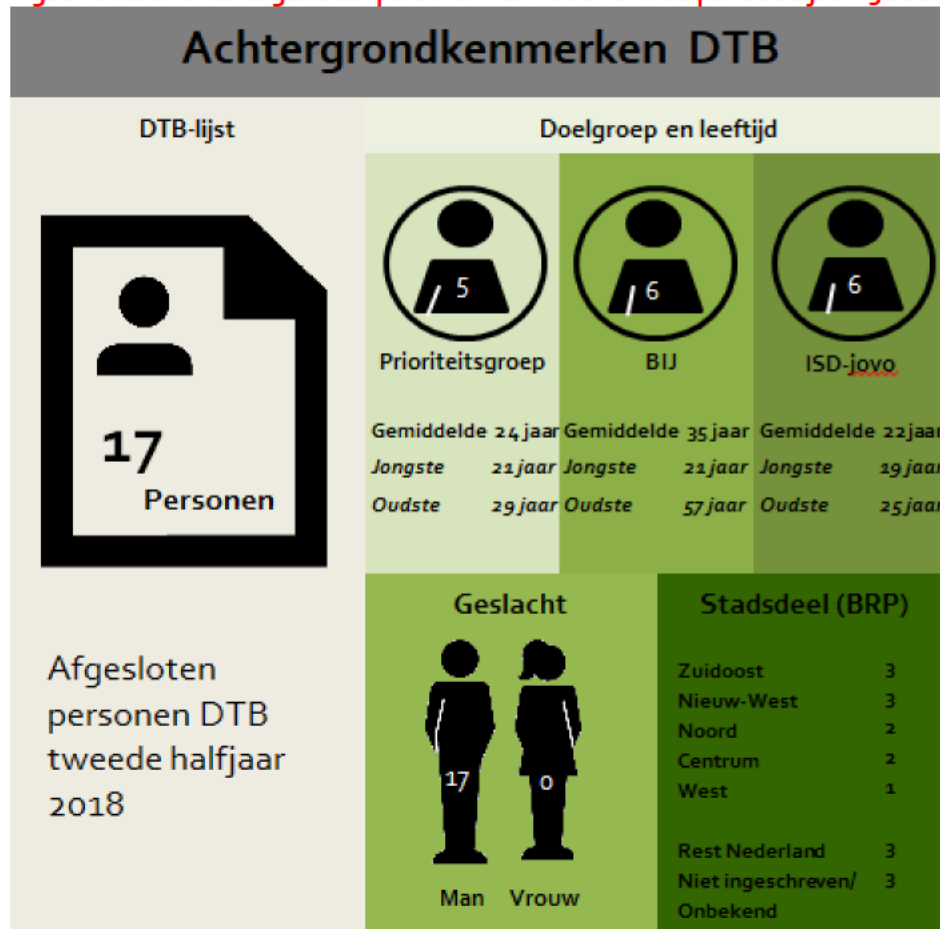 Achtergrondkenmerken DTB
DTB-lijst
Doelgroep en leeftijd
17
Personen
5
6
6
Prioriteitsgroep
BIJ
ISD-jovo
Gemiddelde 24 jaar Gemiddelde 35 jaar Gemiddelde 22jaar
Jongste 21 jaar Jongste 21 jaar Jongste 19 jaar
Oudste 29 jaar Oudste 57 jaar Oudste 25 jaar
Afgesloten
personen DTB
tweede halfjaar
2018
Geslacht
17
0
Man Vrouw
Stadsdeel (BRP)
Zuidoost 3
Nieuw-West 3
Noord 2
Centrum 2
West 1
Rest Nederland 3
Niet ingeschreven/ 3
Onbekend